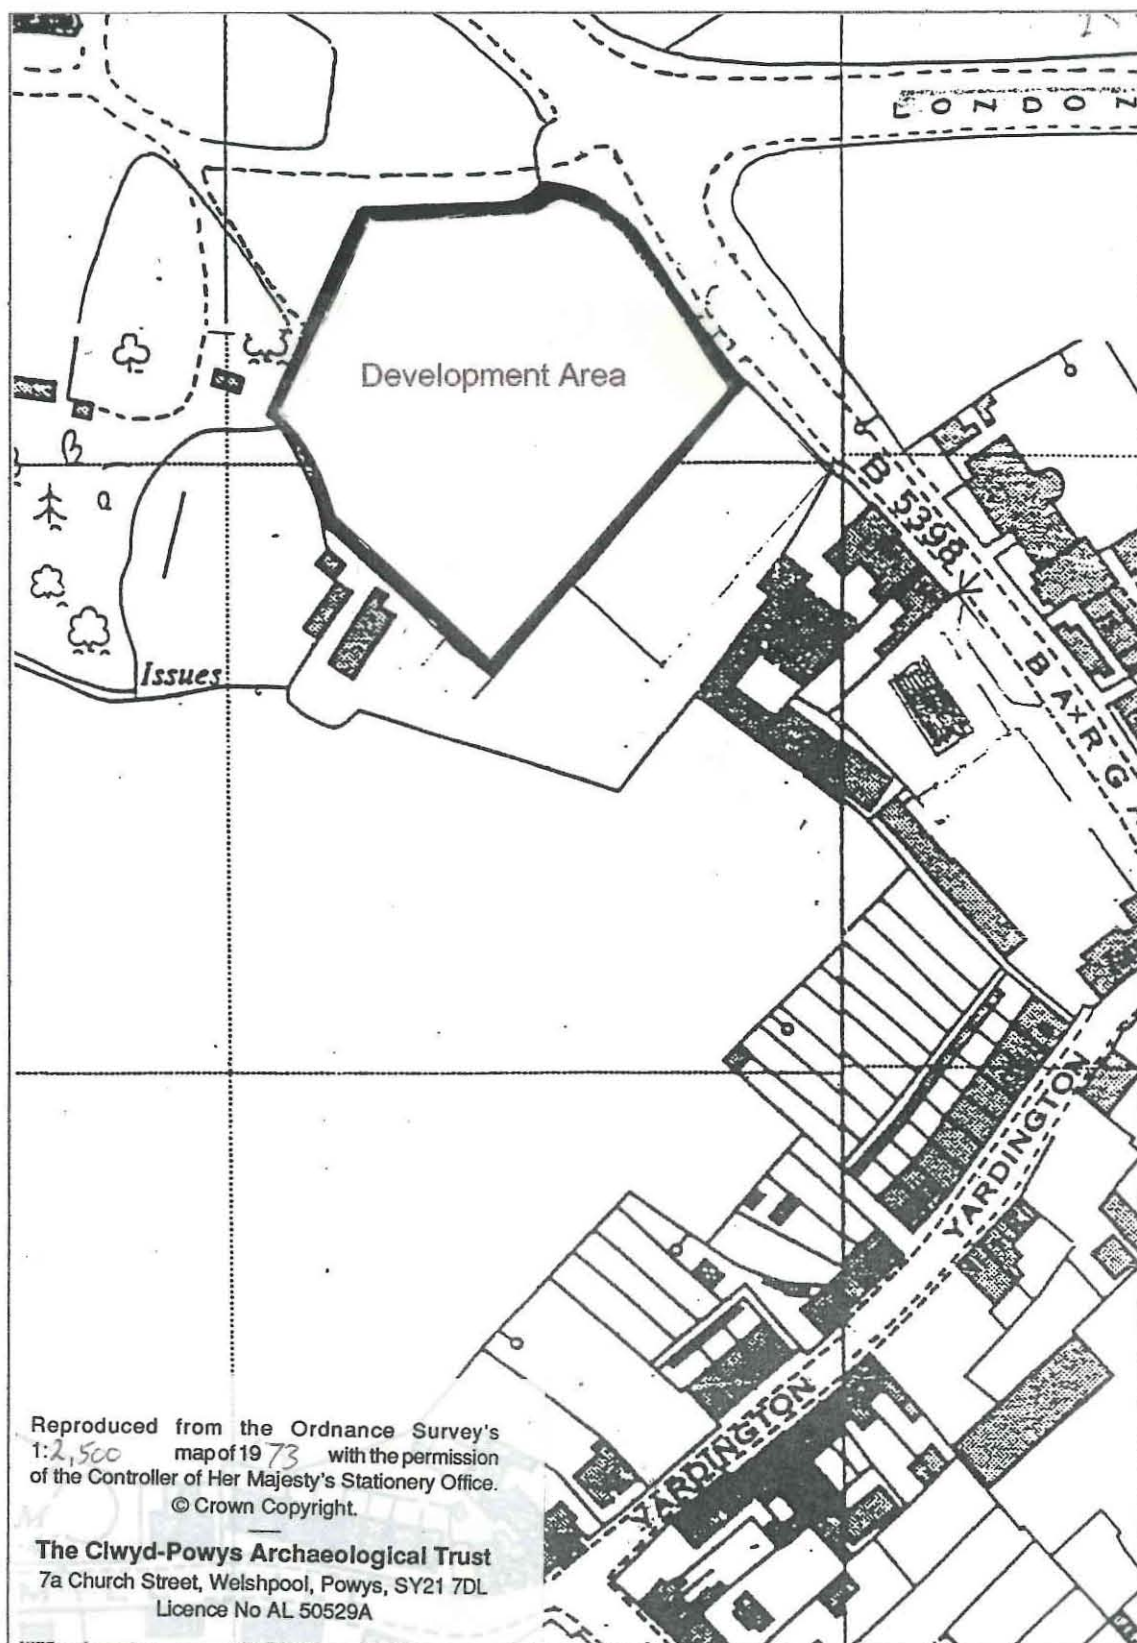 LONDON
Development Area
B 5398
BARGA
Issues
YARDINGTON
YARDINGTON
Reproduced from the Ordnance Survey's
1:2,500 map of 1973 with the permission
of the Controller of Her Majesty's Stationery Office.
© Crown Copyright.
The Clwyd-Powys Archaeological Trust
7a Church Street, Welshpool, Powys, SY21 7DL
Licence No AL 50529A